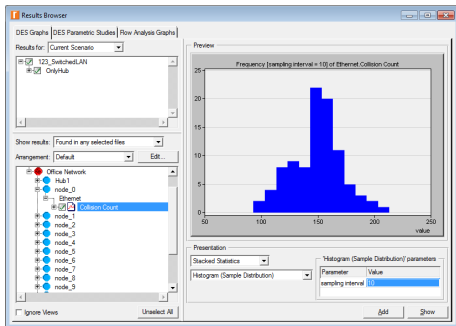 Results Browser
DES Graphs DES Parametric Studies Flow Analysis Graphs
Results for: Current Scenario
123_SwitchedLAN
OnlyHub
Show results: Found in any selected files
Arrangement: Default Edit...
Office Network
Hub1
node_0
Ethernet
Collision Count
node_1
node_2
node_3
node_4
node_5
node_6
node_7
node_8
node_9
Ignore Views Unselect All
Preview
Frequency [sampling interval = 10] of Ethernet.Collision Count
25
20
15
10
5
0
50 100 150 200 250
value
Presentation
Stacked Statistics
Histogram (Sample Distribution)
'Histogram (Sample Distribution)' parameters
Parameter Value
sampling interval 10
Add Show